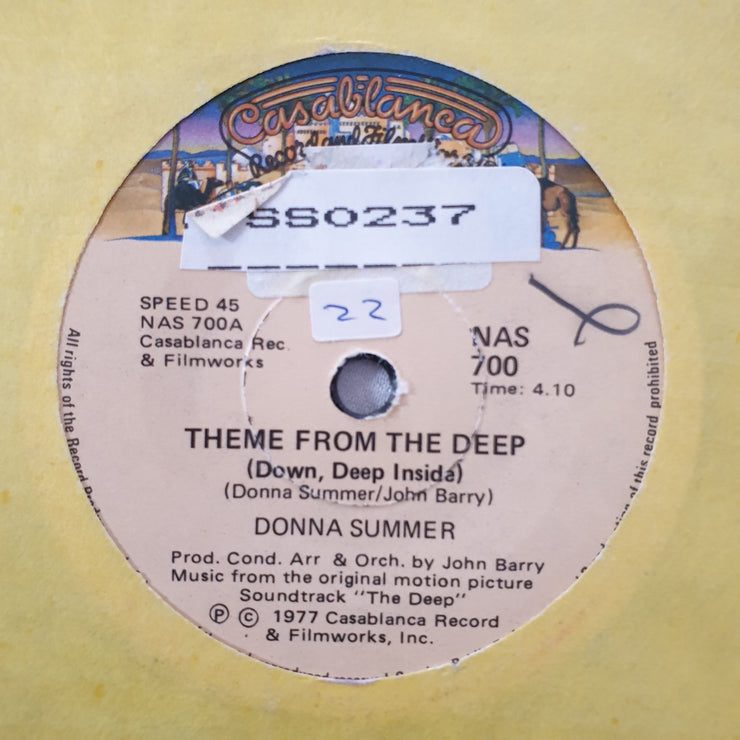 Casablanca
Record and Film
SS0237
22
SPEED 45
NAS 700A
Casablanca Rec.
& Filmworks
NAS
700
Time: 4.10
THEME FROM THE DEEP
(Down, Deep Insida)
(Donna Summer/John Barry)
DONNA SUMMER
Prod. Cond. Arr & Orch. by John Barry
Music from the original motion picture
Soundtrack "The Deep"
Ⓟ © 1977 Casablanca Record
& Filmworks, Inc.
All rights of the Record
of this record prohibited